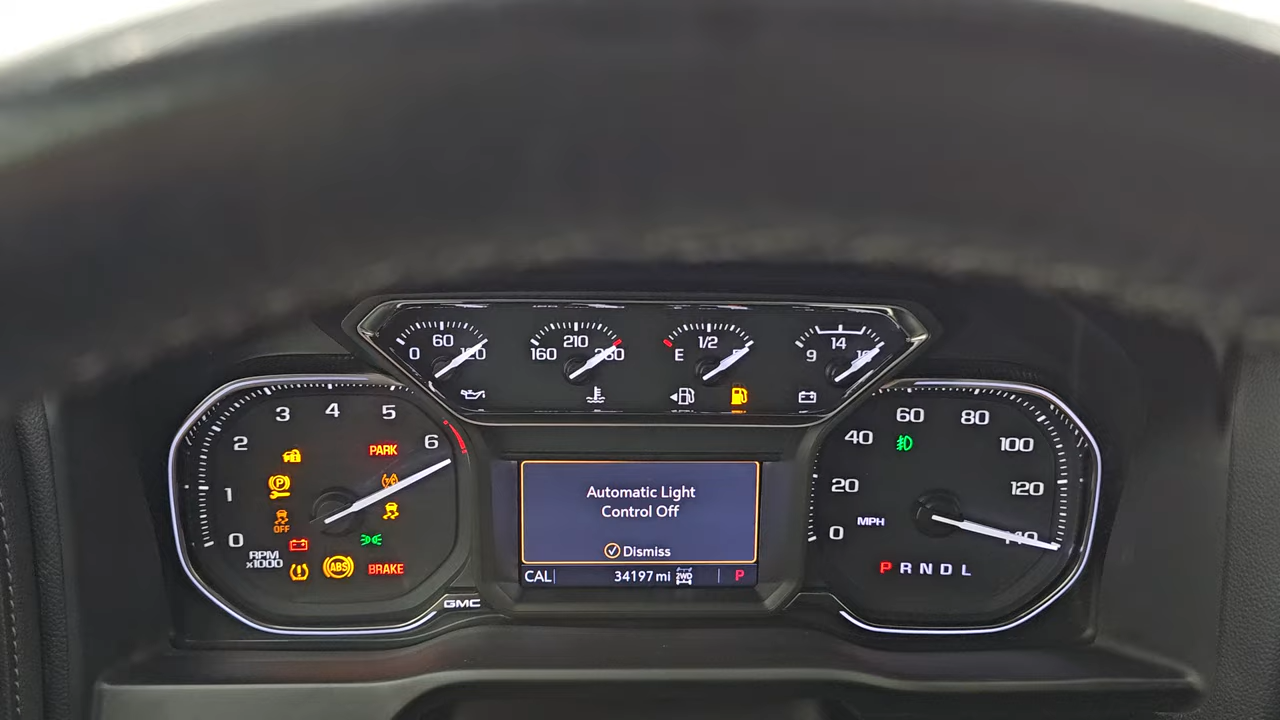 0 60 120
160 210 260
E 1/2 F
9 14 19
0 1 2 3 4 5 6
PARK
OFF
ABS
BRAKE
RPM
x1000
GMC
Automatic Light
Control Off
Dismiss
CAL
34197 mi
2WD
P
0 20 40 60 80 100 120 140
MPH
P R N D L